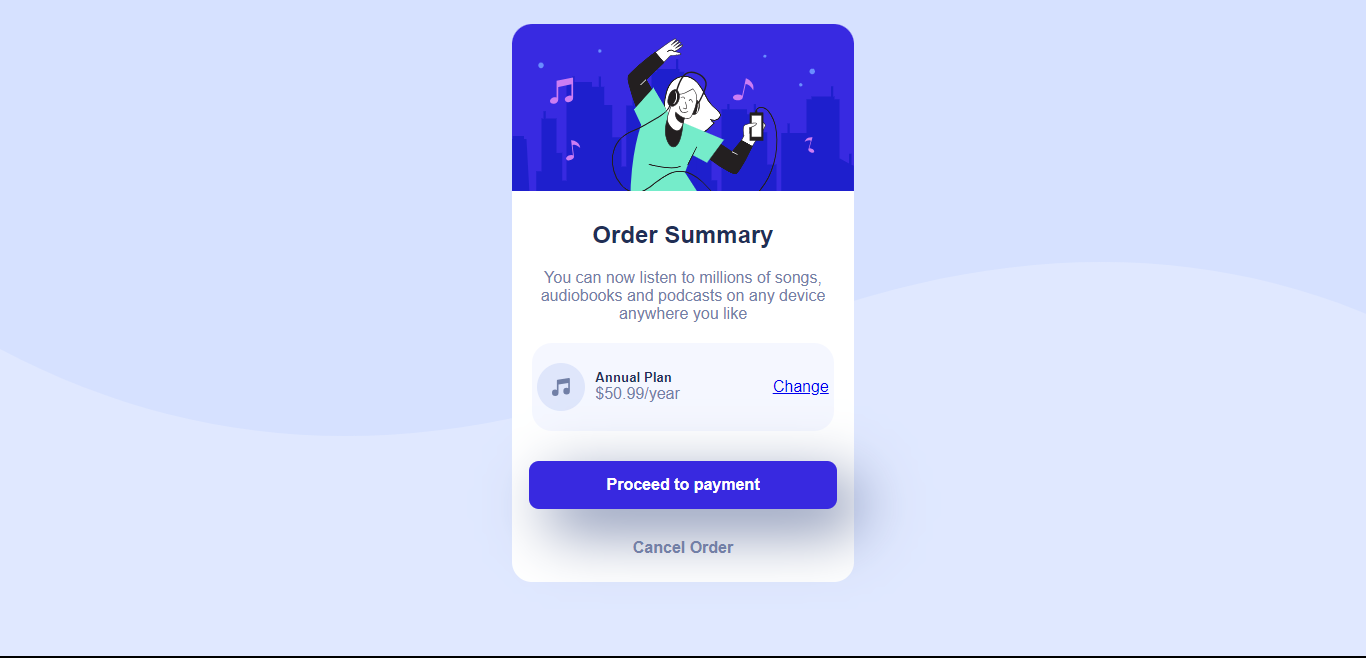 Order Summary
You can now listen to millions of songs,
audiobooks and podcasts on any device
anywhere you like
Annual Plan
$50.99/year
Change
Proceed to payment
Cancel Order